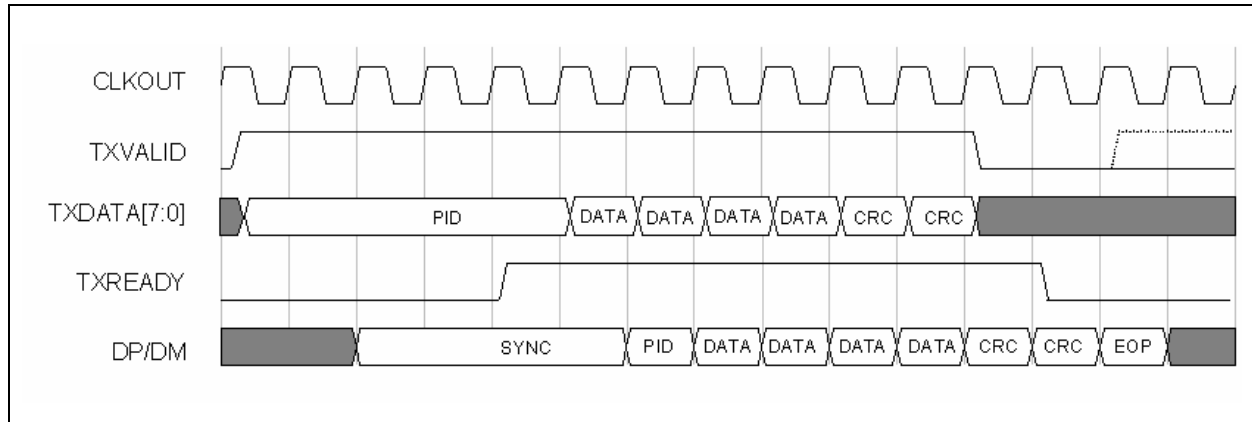 CLKOUT
TXVALID
TXDATA[7:0] PID DATA DATA DATA DATA CRC CRC
TXREADY
DP/DM SYNC PID DATA DATA DATA DATA CRC CRC EOP